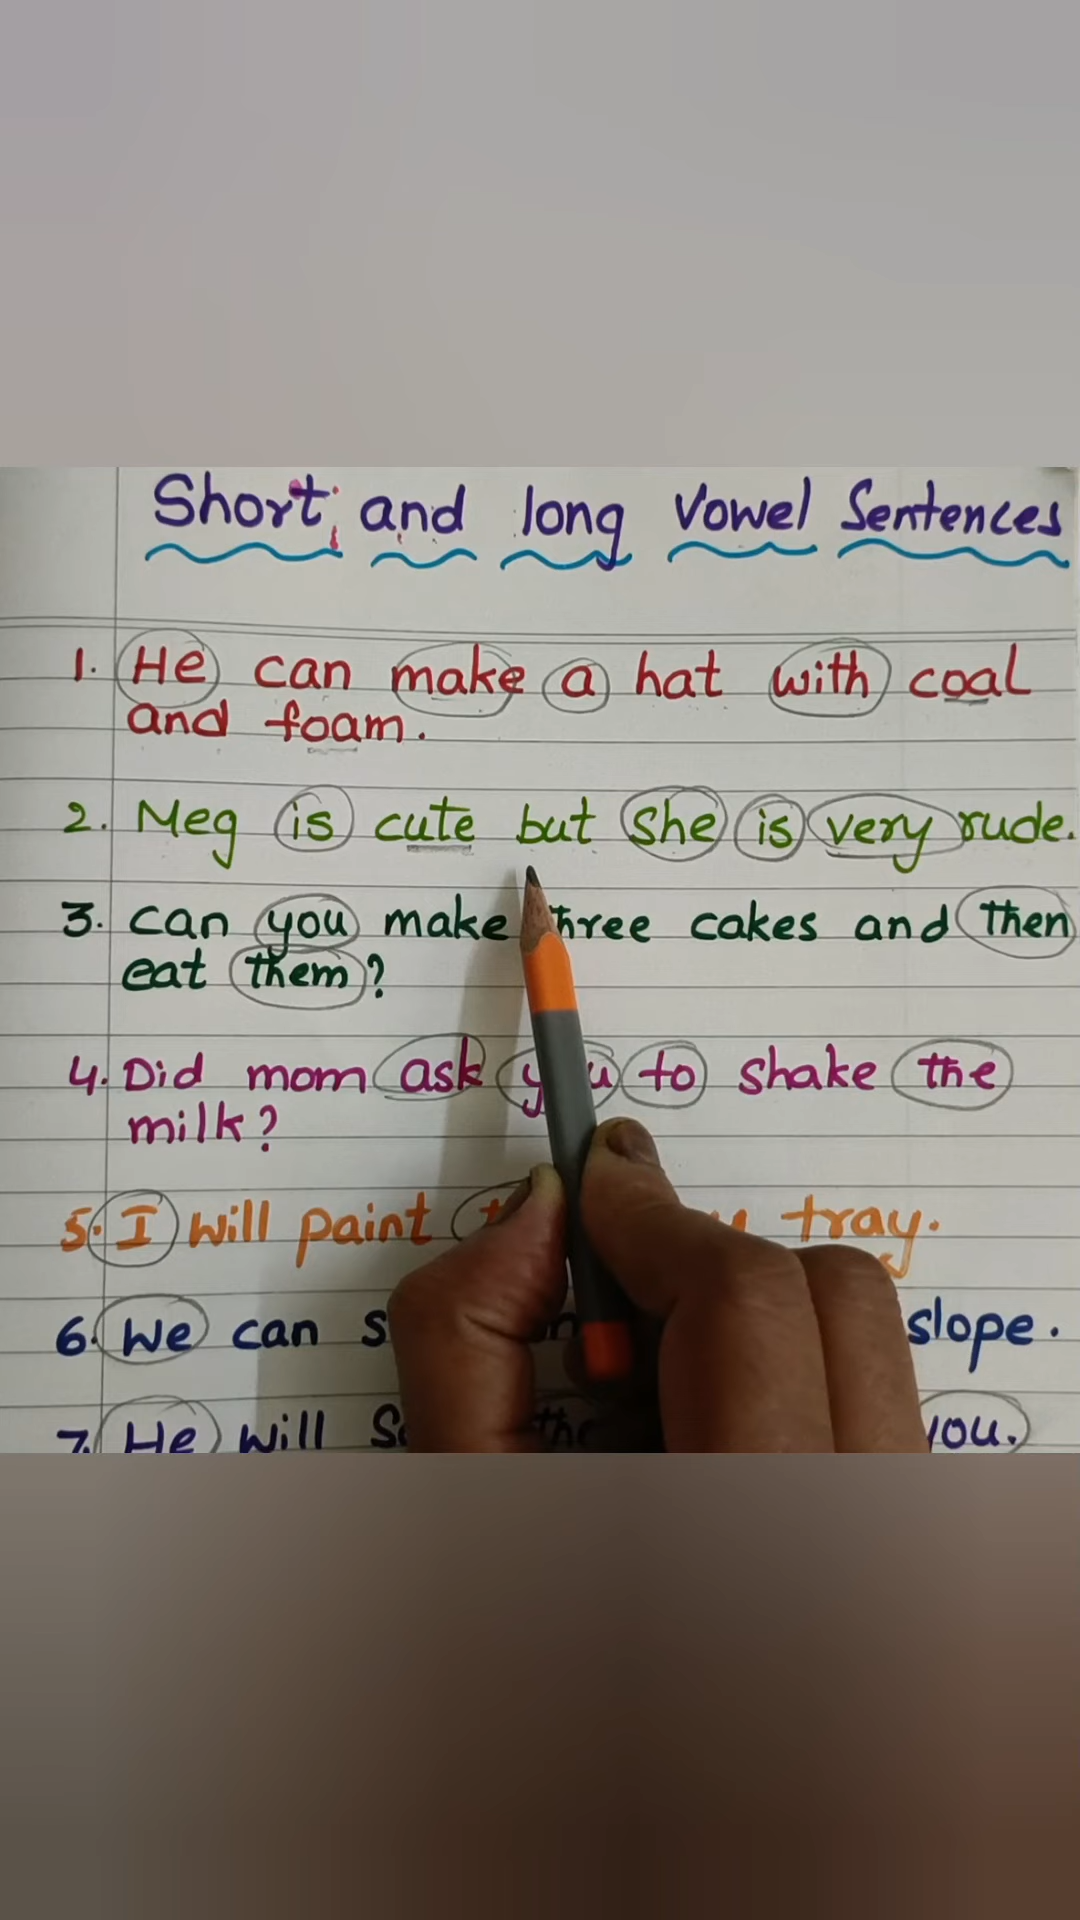 Short and long Vowel Sentences
1. He can make a hat with coal
and foam.
2. Meg is cute but she is very rude.
3. can you make three cakes and then
eat them?
4. Did mom ask you to shake the
milk?
5. I will paint tray.
6. We can slope.
7. He will you.